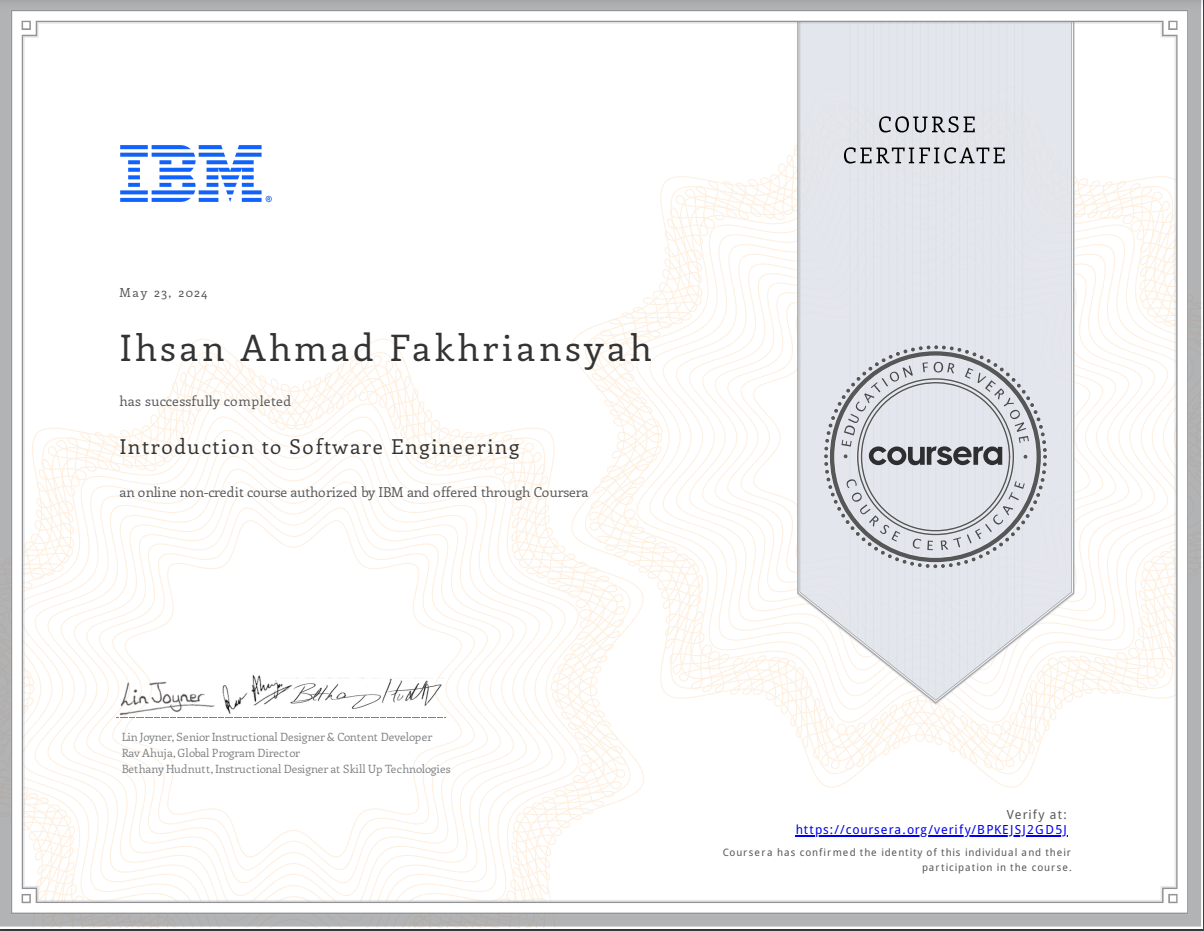 COURSE
CERTIFICATE
IBM®
May 23, 2024
Ihsan Ahmad Fakhriansyah
has successfully completed
Introduction to Software Engineering
an online non-credit course authorized by IBM and offered through Coursera
• EDUCATION FOR EVERYONE •
coursera
COURSE CERTIFICATE
Lin Joyner
Lin Joyner, Senior Instructional Designer & Content Developer
Rav Ahuja, Global Program Director
Bethany Hudnutt, Instructional Designer at Skill Up Technologies
Verify at:
https://coursera.org/verify/BPKEJSJ2GD5J
Coursera has confirmed the identity of this individual and their
participation in the course.